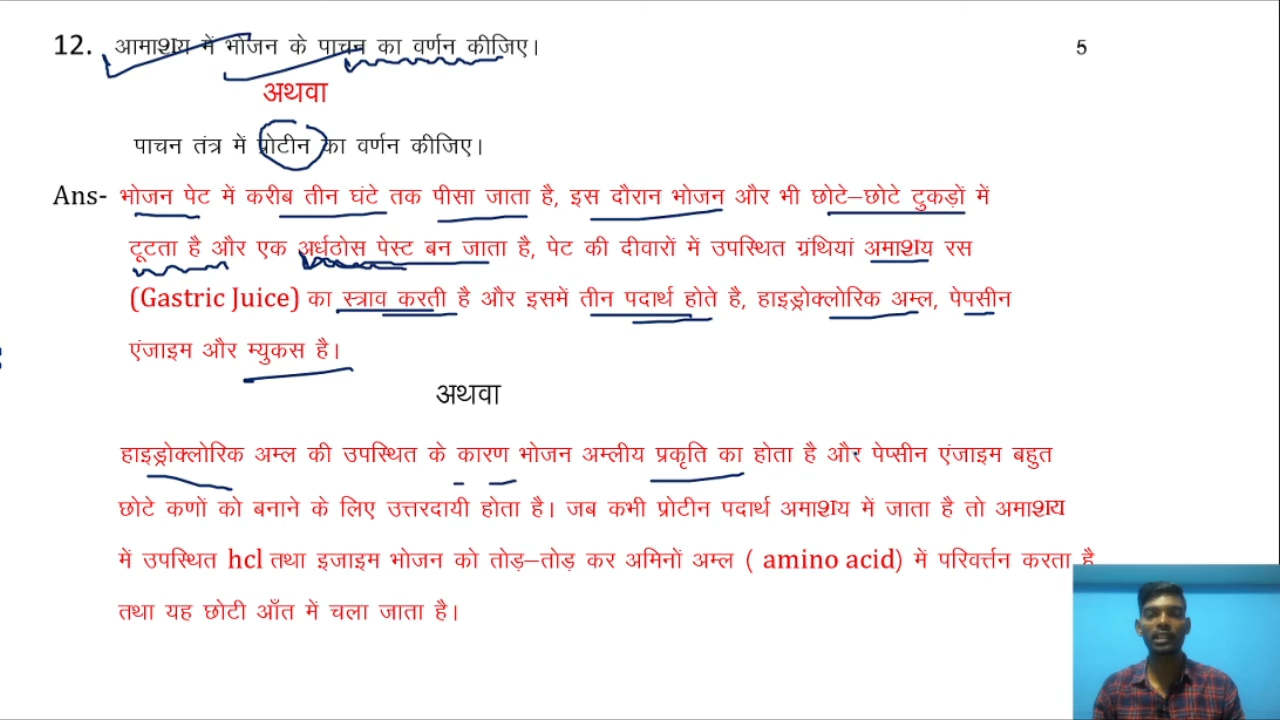 12. आमाशय में भोजन के पाचन का वर्णन कीजिए। 5
अथवा
पाचन तंत्र में प्रोटीन का वर्णन कीजिए।
Ans- भोजन पेट में करीब तीन घंटे तक पीसा जाता है, इस दौरान भोजन और भी छोटे–छोटे टुकड़ों में
टूटता है और एक अर्धठोस पेस्ट बन जाता है, पेट की दीवारों में उपस्थित ग्रंथियां अमाशय रस
(Gastric Juice) का स्त्राव करती है और इसमें तीन पदार्थ होते है, हाइड्रोक्लोरिक अम्ल, पेपसीन
एंजाइम और म्युकस है।
अथवा
हाइड्रोक्लोरिक अम्ल की उपस्थित के कारण भोजन अम्लीय प्रकृति का होता है और पेप्सीन एंजाइम बहुत
छोटे कणों को बनाने के लिए उत्तरदायी होता है। जब कभी प्रोटीन पदार्थ अमाशय में जाता है तो अमाशय
में उपस्थित hcl तथा इजाइम भोजन को तोड़–तोड़ कर अमिनों अम्ल ( amino acid) में परिवर्त्तन करता है
तथा यह छोटी आँत में चला जाता है।